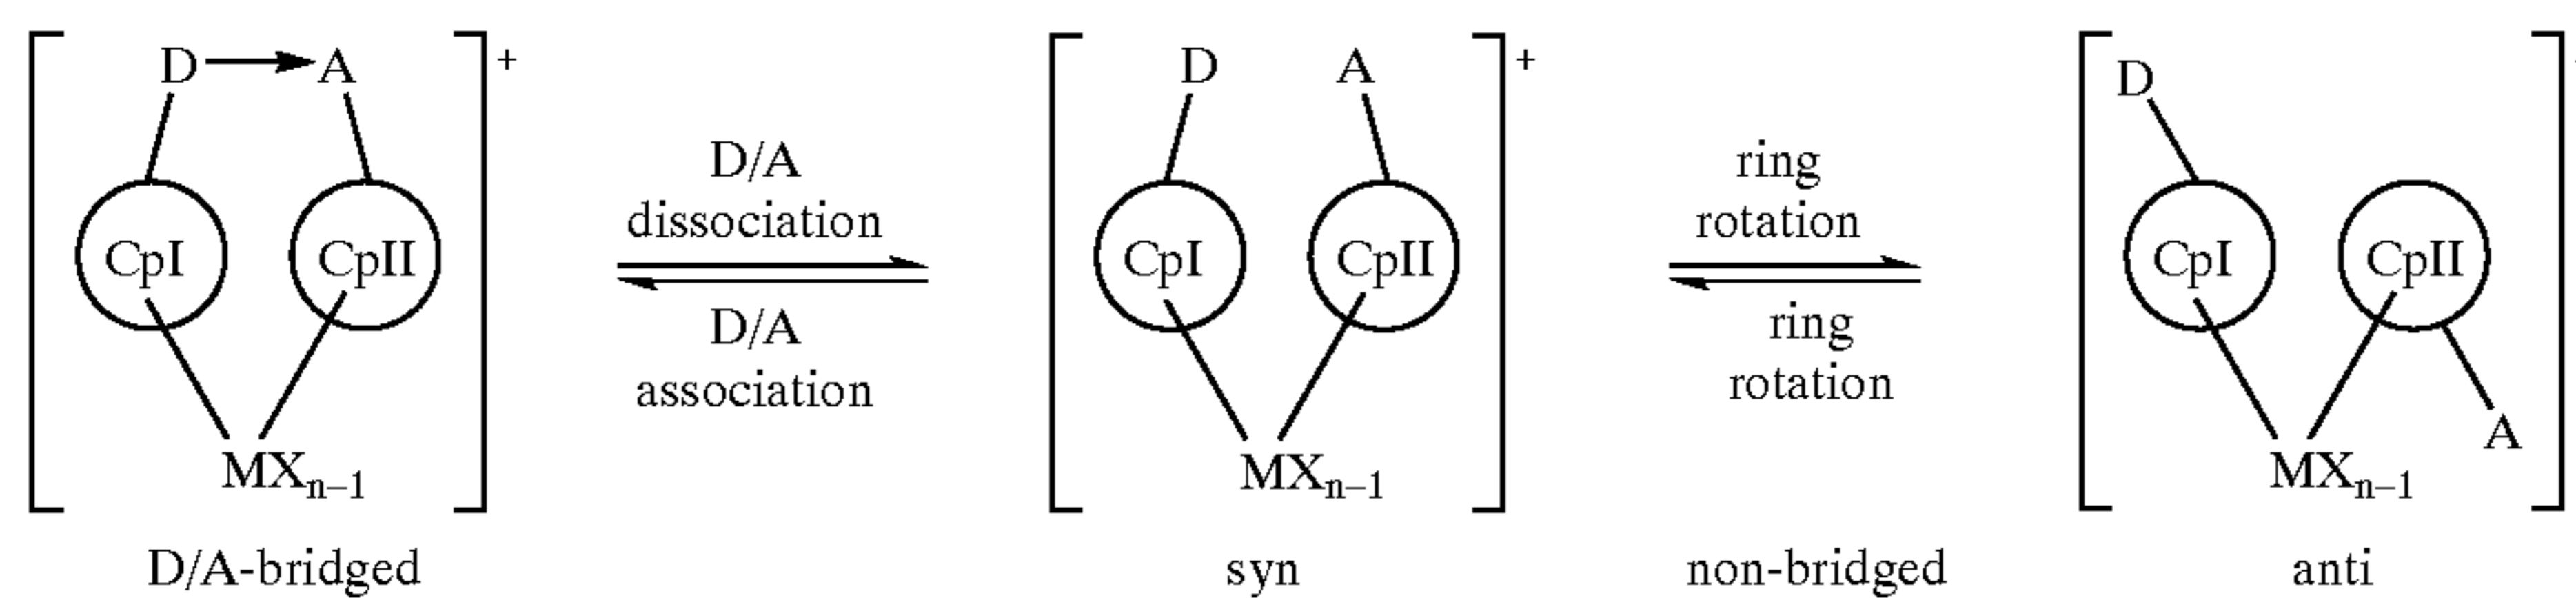 D → A
+
CpI
CpII
MXn−1
D/A-bridged
D/A
dissociation
D/A
association
D
A
+
CpI
CpII
MXn−1
syn
ring
rotation
ring
rotation
non-bridged
D
CpI
CpII
A
MXn−1
anti